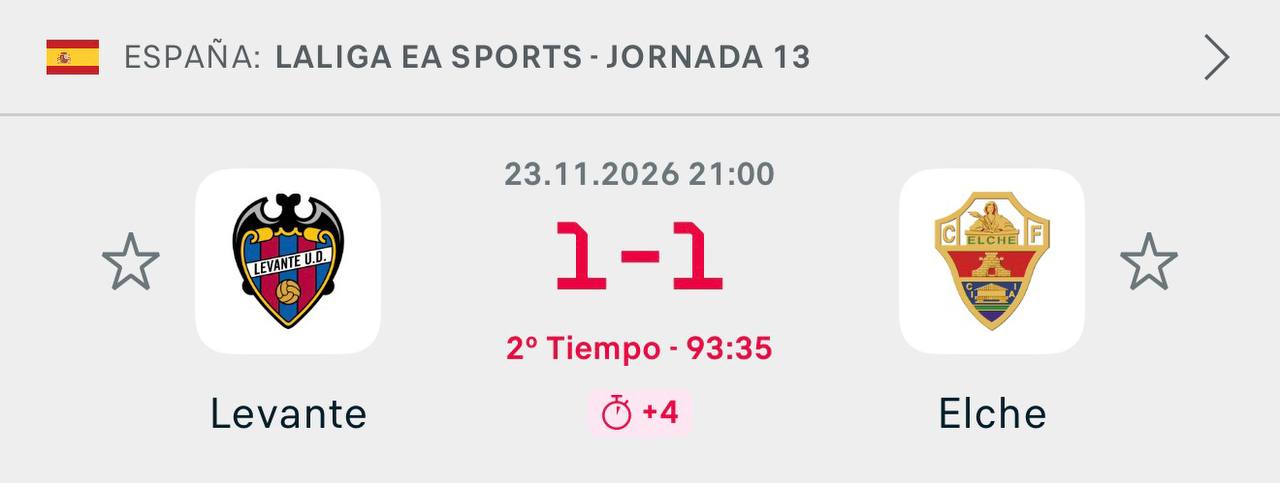 ESPAÑA: LALIGA EA SPORTS - JORNADA 13
23.11.2026 21:00
LEVANTE U.D.
1-1
C ELCHE F
2º Tiempo - 93:35
+4
Levante
Elche